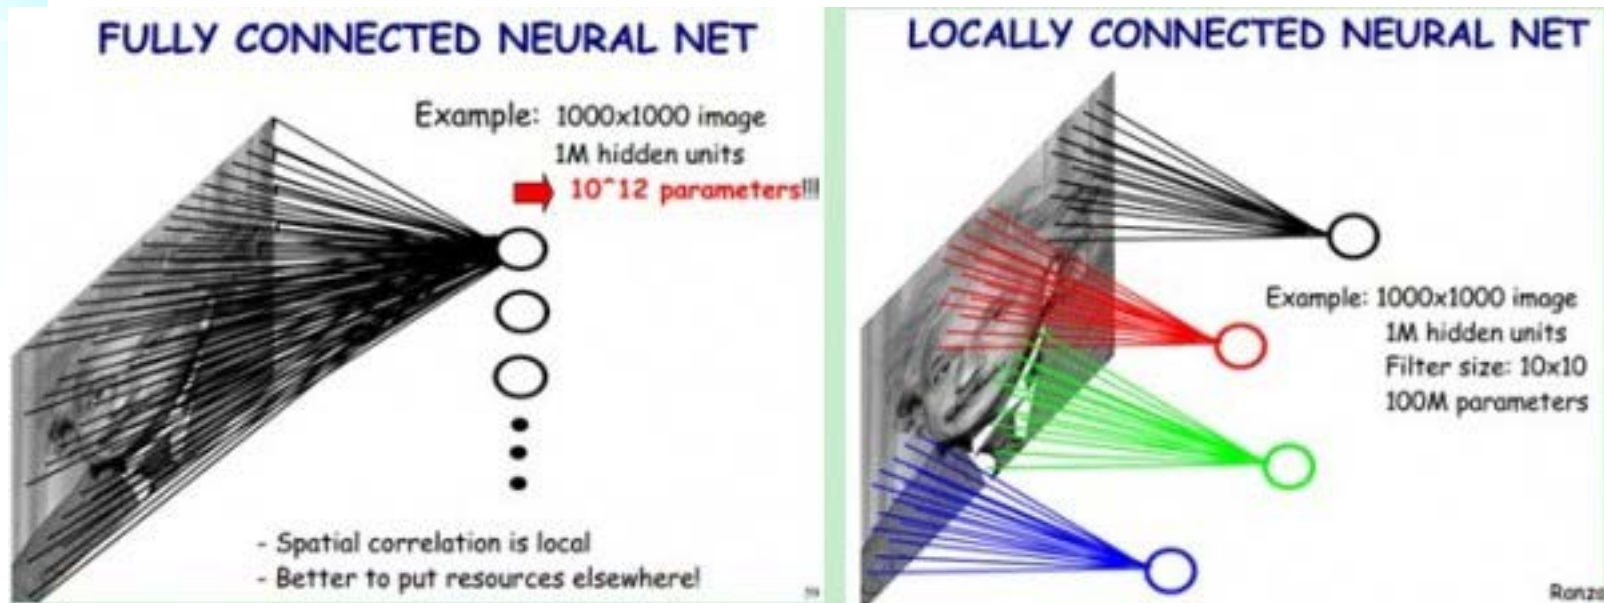 FULLY CONNECTED NEURAL NET
Example: 1000x1000 image
1M hidden units
10^12 parameters!!!
- Spatial correlation is local
- Better to put resources elsewhere!
LOCALLY CONNECTED NEURAL NET
Example: 1000x1000 image
1M hidden units
Filter size: 10x10
100M parameters
Ranza